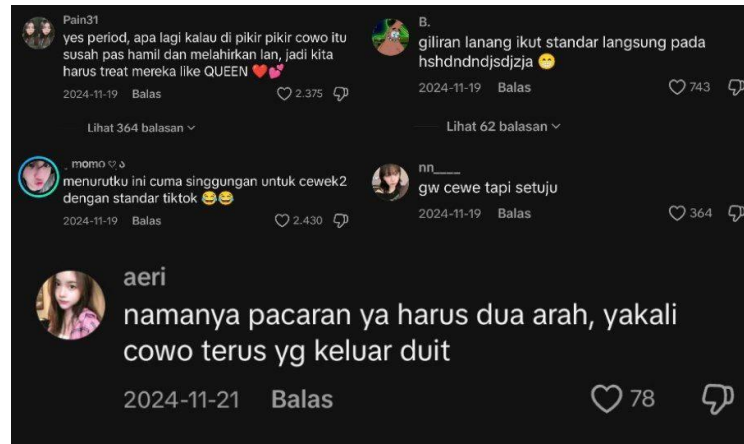 Pain31
yes period, apa lagi kalau di pikir pikir cowo itu
susah pas hamil dan melahirkan lan, jadi kita
harus treat mereka like QUEEN ❤️💕
2024-11-19 Balas 2.375
Lihat 364 balasan
B.
giliran lanang ikut standar langsung pada
hshdndndjsdjzja 😁
2024-11-19 Balas 743
Lihat 62 balasan
momo
menurutku ini cuma singgungan untuk cewek2
dengan standar tiktok 😂😂
2024-11-19 Balas 2.430
nn____
gw cewe tapi setuju
2024-11-19 Balas 364
aeri
namanya pacaran ya harus dua arah, yakali
cowo terus yg keluar duit
2024-11-21 Balas 78